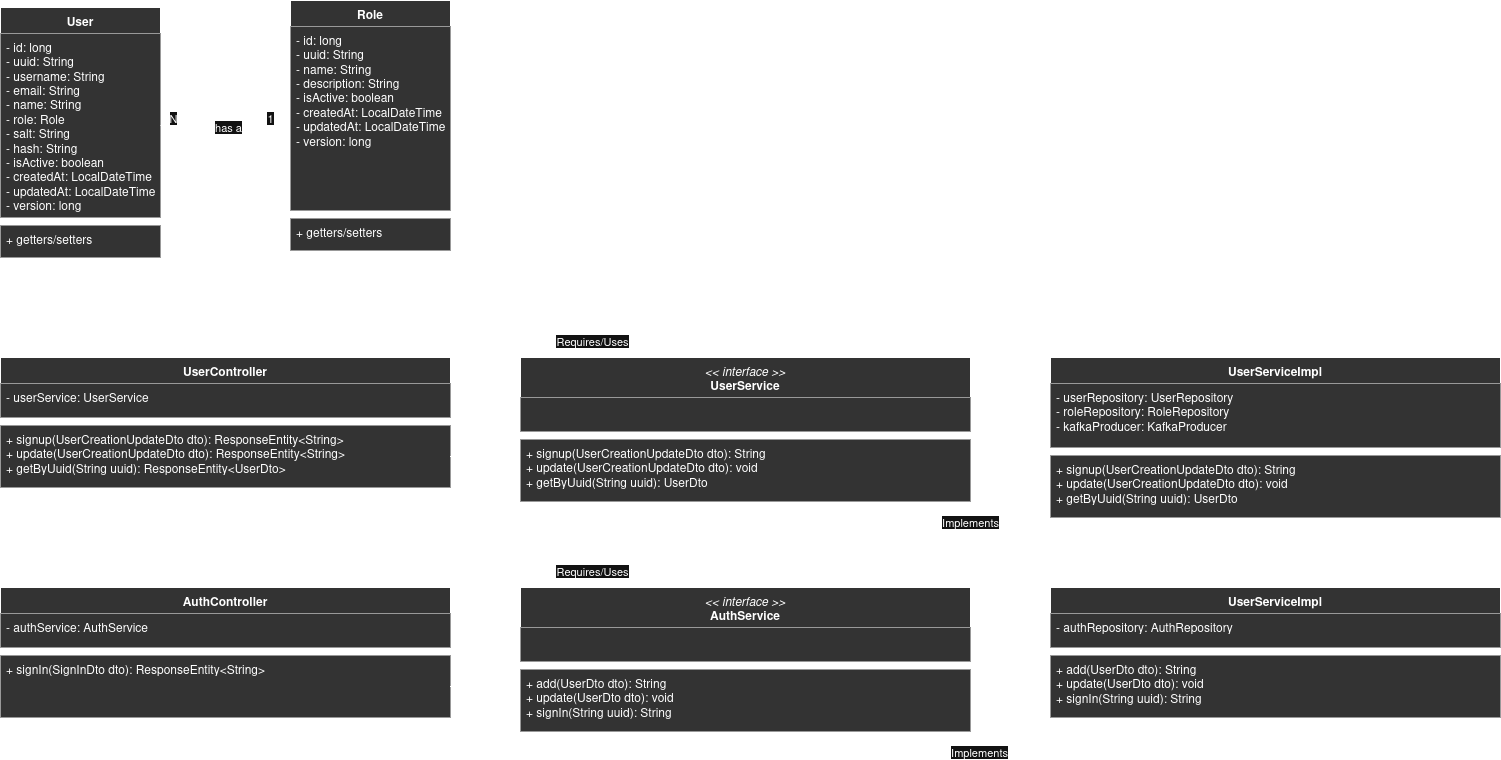 User
- id: long
- uuid: String
- username: String
- email: String
- name: String
- role: Role
- salt: String
- hash: String
- isActive: boolean
- createdAt: LocalDateTime
- updatedAt: LocalDateTime
- version: long
+ getters/setters
N
has a
1
Role
- id: long
- uuid: String
- name: String
- description: String
- isActive: boolean
- createdAt: LocalDateTime
- updatedAt: LocalDateTime
- version: long
+ getters/setters
UserController
- userService: UserService
+ signup(UserCreationUpdateDto dto): ResponseEntity<String>
+ update(UserCreationUpdateDto dto): ResponseEntity<String>
+ getByUuid(String uuid): ResponseEntity<UserDto>
Requires/Uses
<< interface >>
UserService
+ signup(UserCreationUpdateDto dto): String
+ update(UserCreationUpdateDto dto): void
+ getByUuid(String uuid): UserDto
Implements
UserServiceImpl
- userRepository: UserRepository
- roleRepository: RoleRepository
- kafkaProducer: KafkaProducer
+ signup(UserCreationUpdateDto dto): String
+ update(UserCreationUpdateDto dto): void
+ getByUuid(String uuid): UserDto
AuthController
- authService: AuthService
+ signIn(SignInDto dto): ResponseEntity<String>
Requires/Uses
<< interface >>
AuthService
+ add(UserDto dto): String
+ update(UserDto dto): void
+ signIn(String uuid): String
Implements
UserServiceImpl
- authRepository: AuthRepository
+ add(UserDto dto): String
+ update(UserDto dto): void
+ signIn(String uuid): String